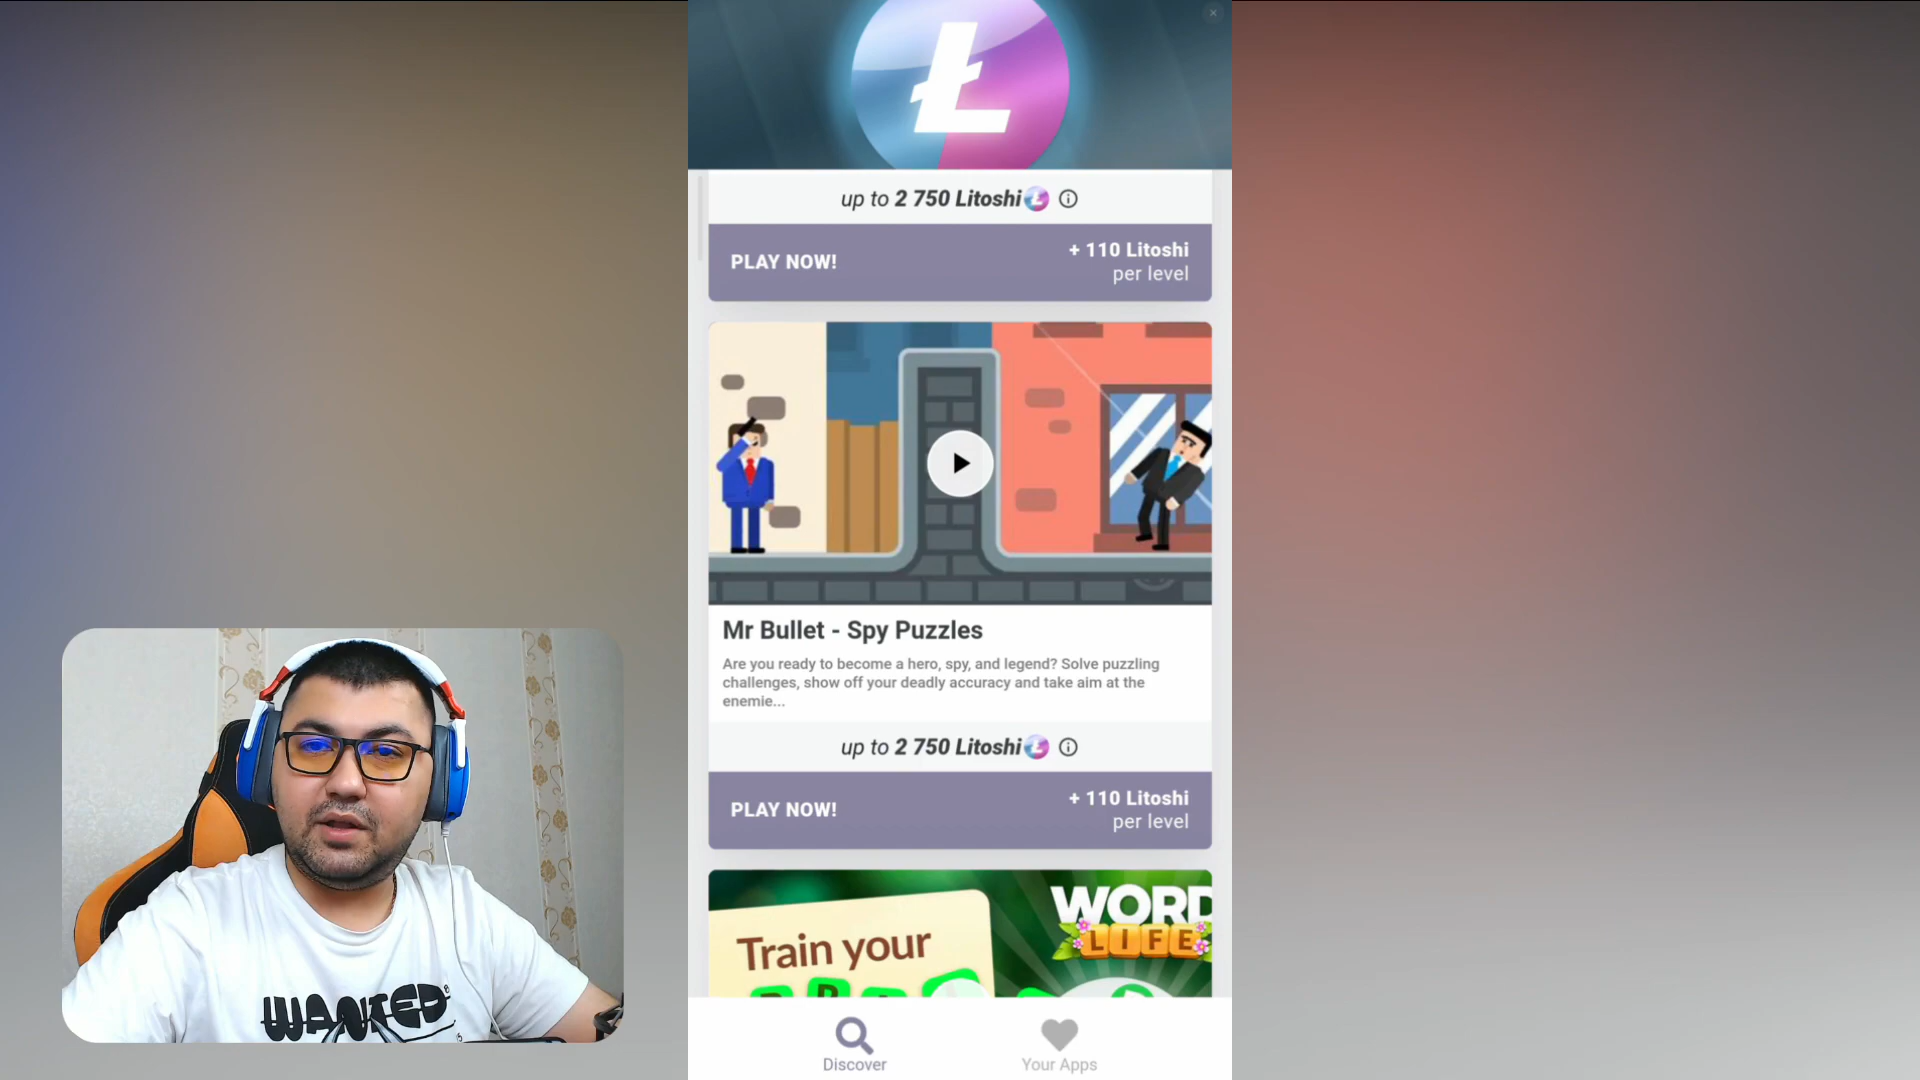 up to 2 750 Litoshi
PLAY NOW!
+ 110 Litoshi
per level
Mr Bullet - Spy Puzzles
Are you ready to become a hero, spy, and legend? Solve puzzling
challenges, show off your deadly accuracy and take aim at the
enemie...
up to 2 750 Litoshi
PLAY NOW!
+ 110 Litoshi
per level
WORD
LIFE
Train your
WANTED
Discover
Your Apps